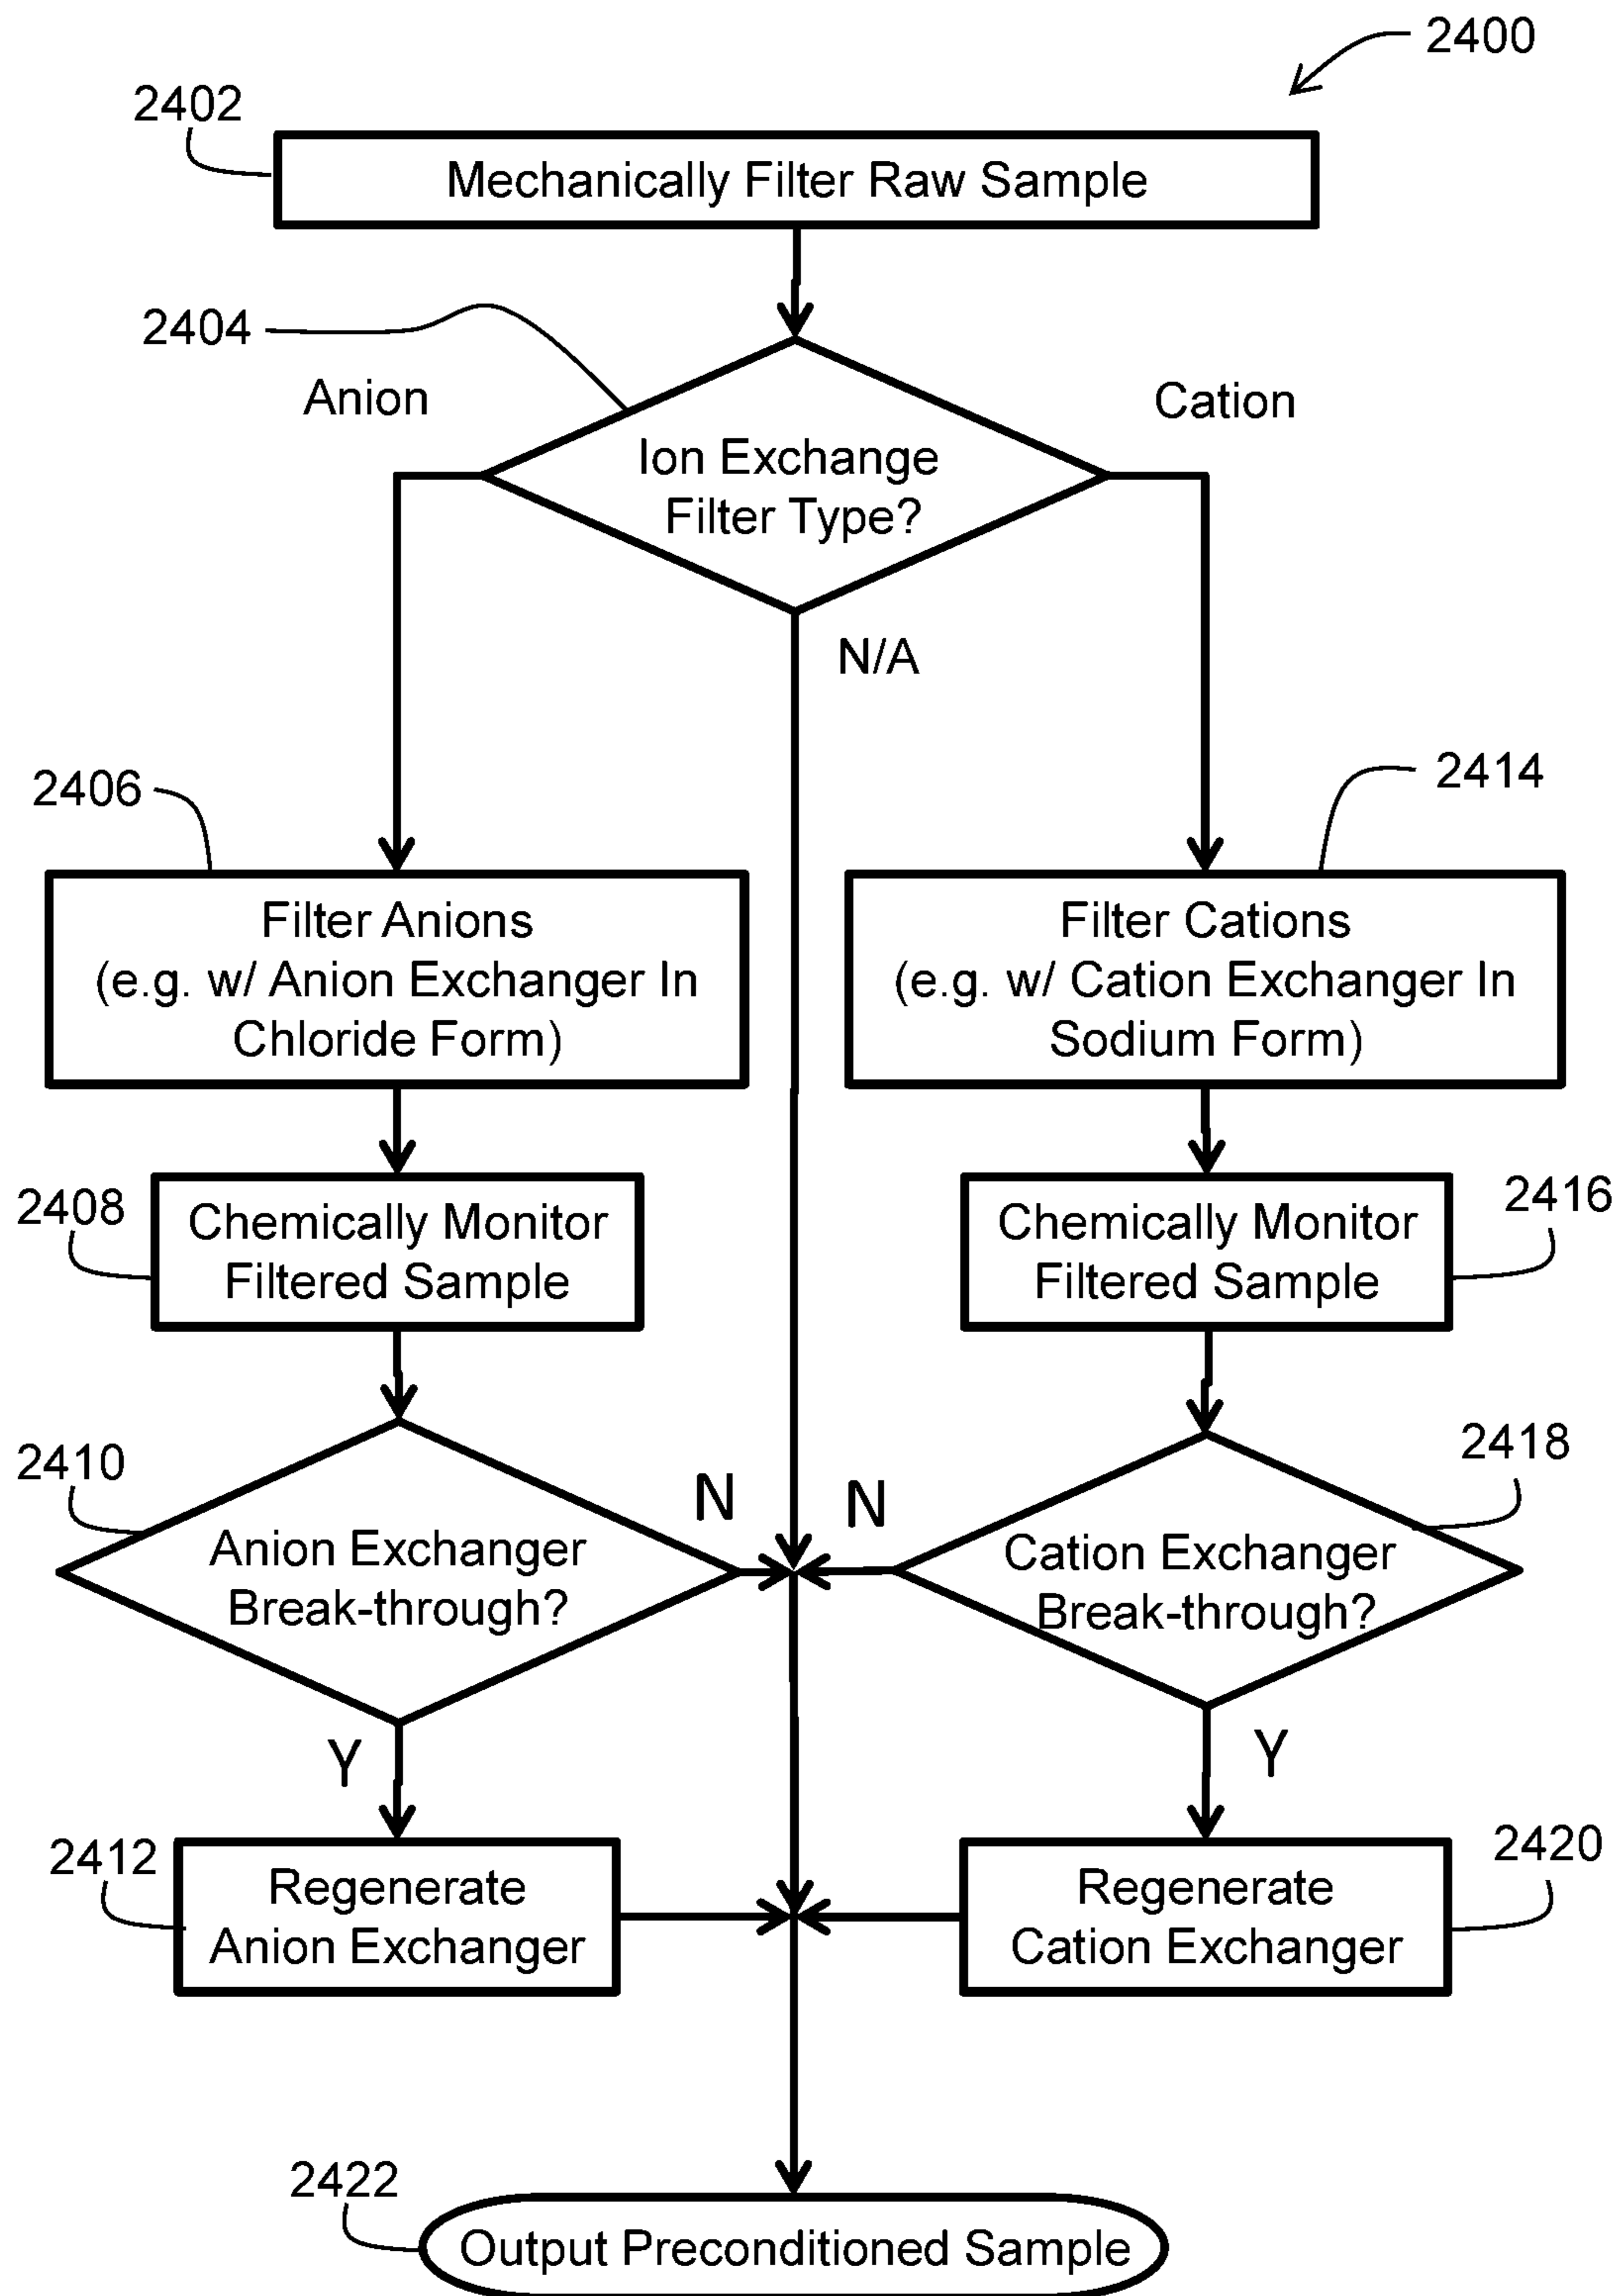 2400
2402
Mechanically Filter Raw Sample
2404
Anion
Cation
Ion Exchange
Filter Type?
N/A
2406
2414
Filter Anions
(e.g. w/ Anion Exchanger In
Chloride Form)
Filter Cations
(e.g. w/ Cation Exchanger In
Sodium Form)
2408
Chemically Monitor
Filtered Sample
Chemically Monitor
Filtered Sample
2416
2410
Anion Exchanger
Break-through?
N
N
Cation Exchanger
Break-through?
2418
Y
Y
2412
Regenerate
Anion Exchanger
Regenerate
Cation Exchanger
2420
2422
Output Preconditioned Sample